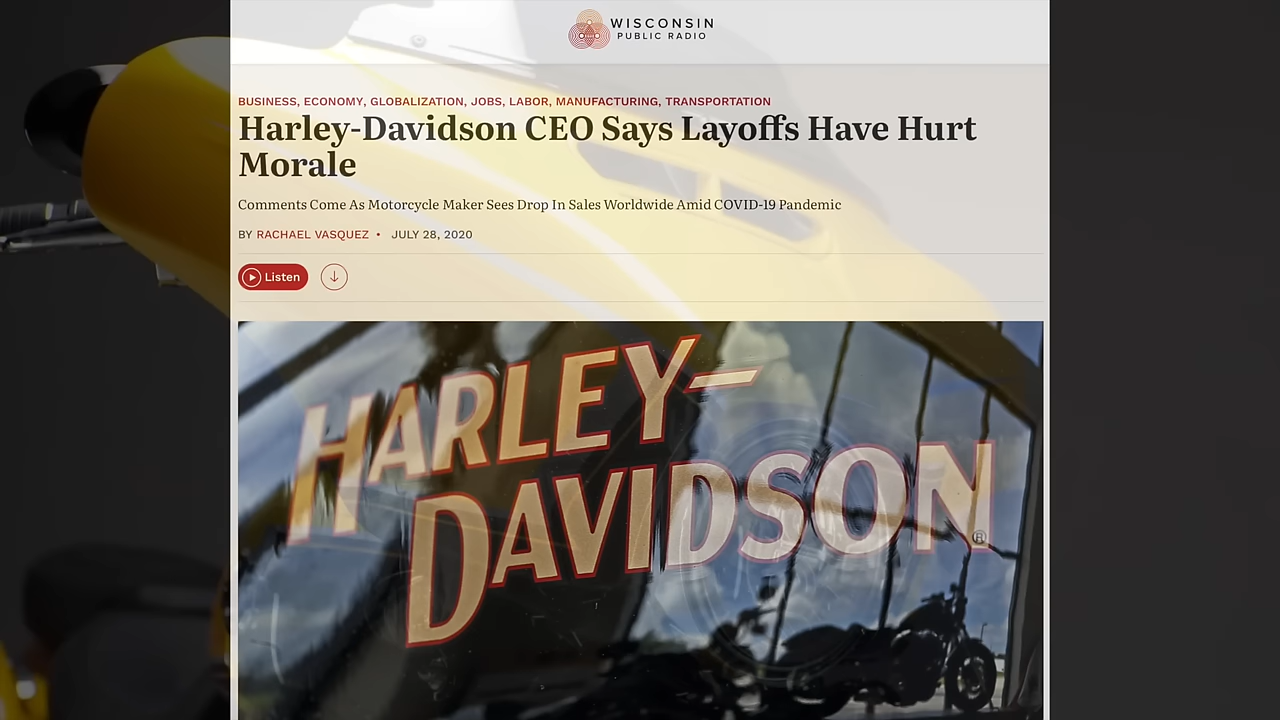 WISCONSIN
PUBLIC RADIO
BUSINESS, ECONOMY, GLOBALIZATION, JOBS, LABOR, MANUFACTURING, TRANSPORTATION
Harley-Davidson CEO Says Layoffs Have Hurt
Morale
Comments Come As Motorcycle Maker Sees Drop In Sales Worldwide Amid COVID-19 Pandemic
BY RACHAEL VASQUEZ • JULY 28, 2020
Listen
HARLEY-
DAVIDSON®